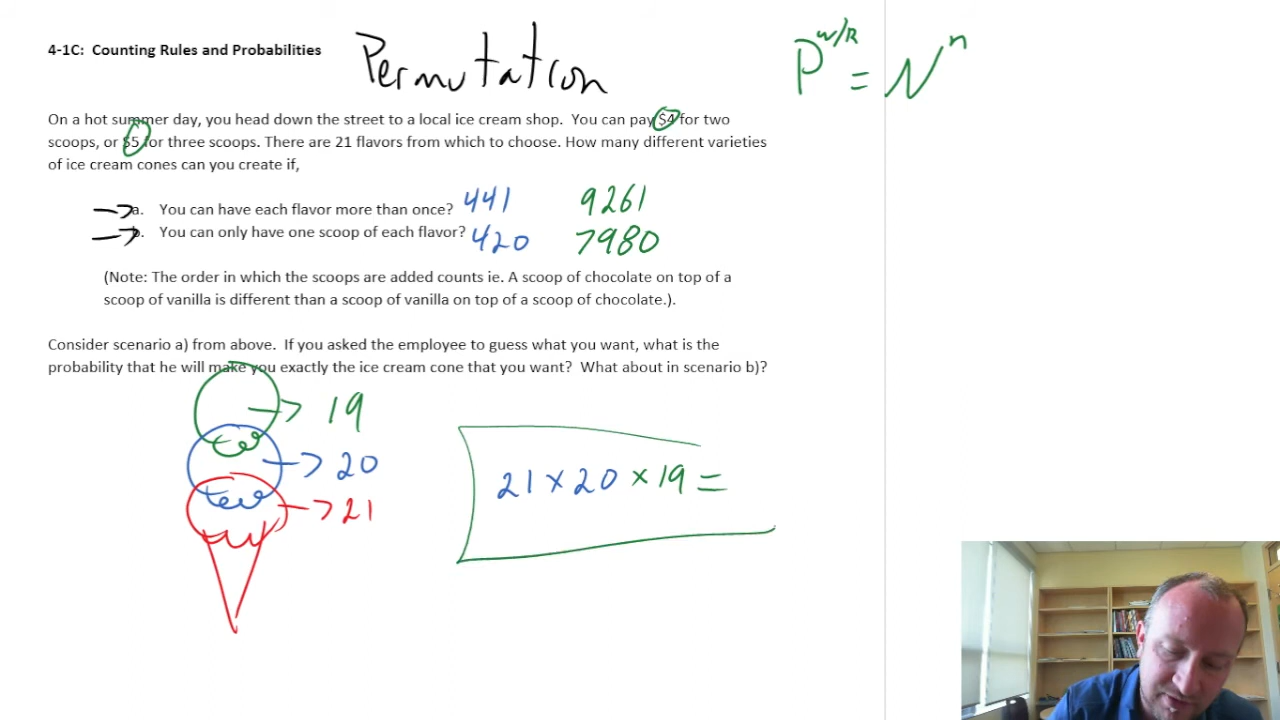 4-1C: Counting Rules and Probabilities
Permutation
P^w/R = N^n
On a hot summer day, you head down the street to a local ice cream shop. You can pay $4 for two
scoops, or $5 for three scoops. There are 21 flavors from which to choose. How many different varieties
of ice cream cones can you create if,
a. You can have each flavor more than once? 441 9261
b. You can only have one scoop of each flavor? 420 7980
(Note: The order in which the scoops are added counts ie. A scoop of chocolate on top of a
scoop of vanilla is different than a scoop of vanilla on top of a scoop of chocolate.).
Consider scenario a) from above. If you asked the employee to guess what you want, what is the
probability that he will make you exactly the ice cream cone that you want? What about in scenario b)?
→ 19
→ 20
→ 21
21 × 20 × 19 =